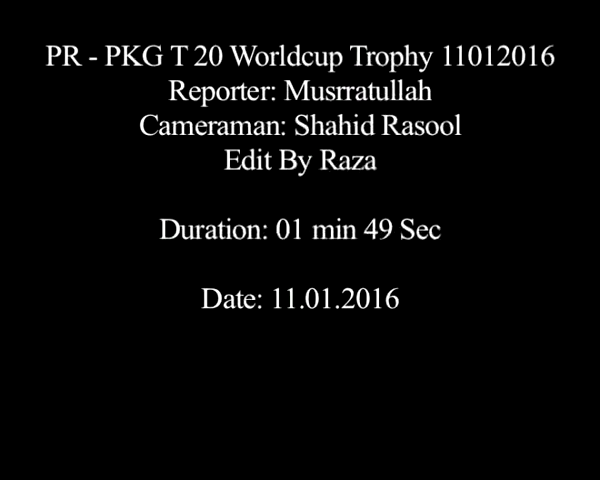 PR - PKG T 20 Worldcup Trophy 11012016
Reporter: Musrratullah
Cameraman: Shahid Rasool
Edit By Raza
Duration: 01 min 49 Sec
Date: 11.01.2016